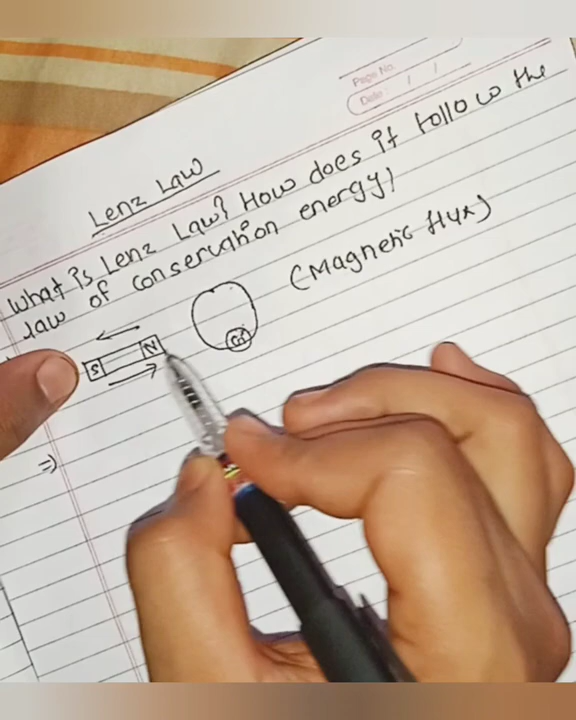 Page No.
Date: / /
Lenz Law
What is Lenz Law? How does it follow the
law of conservation energy)
(Magnetic flux)
S N
G
=)